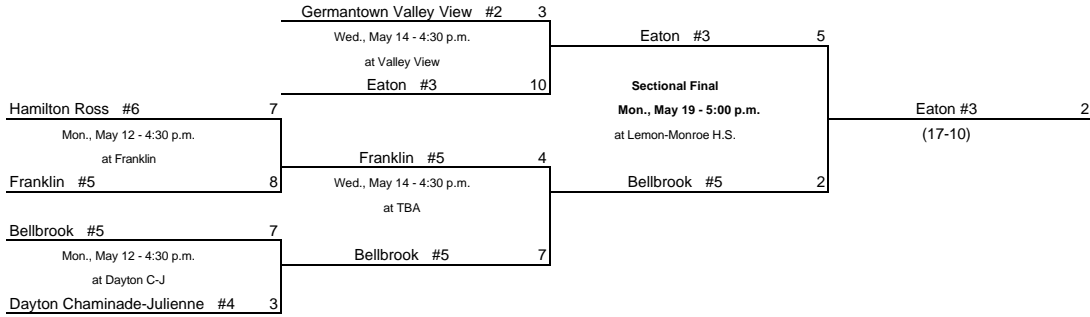 Germantown Valley View #2 3
Wed., May 14 - 4:30 p.m.
Eaton #3 5
at Valley View
Eaton #3 10
Sectional Final
Hamilton Ross #6 7
Mon., May 19 - 5:00 p.m.
Eaton #3 2
Mon., May 12 - 4:30 p.m.
at Lemon-Monroe H.S.
(17-10)
at Franklin
Franklin #5 4
Franklin #5 8
Wed., May 14 - 4:30 p.m.
Bellbrook #5 2
at TBA
Bellbrook #5 7
Mon., May 12 - 4:30 p.m.
Bellbrook #5 7
at Dayton C-J
Dayton Chaminade-Julienne #4 3